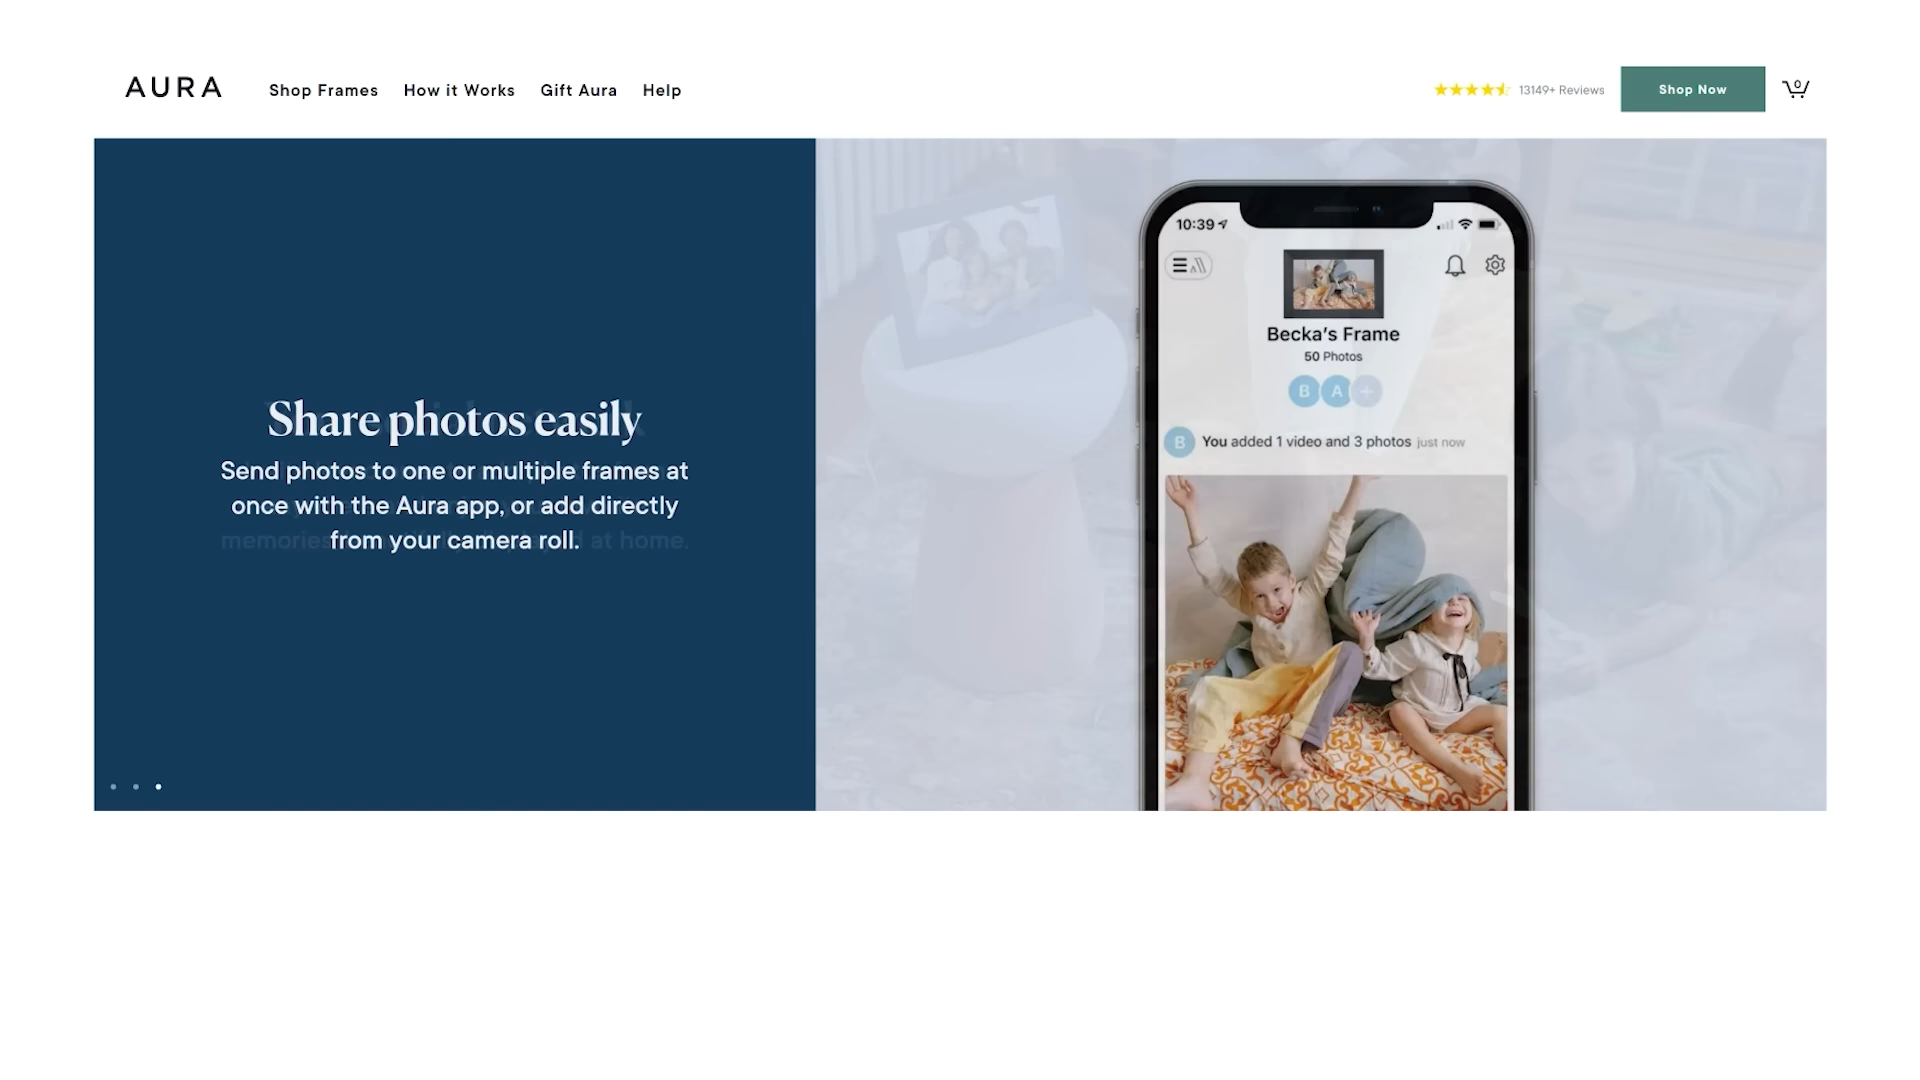 AURA
Shop Frames
How it Works
Gift Aura
Help
13149+ Reviews
Shop Now
0
Share photos easily
Send photos to one or multiple frames at
once with the Aura app, or add directly
from your camera roll.
10:39
Becka's Frame
50 Photos
B A +
B You added 1 video and 3 photos just now